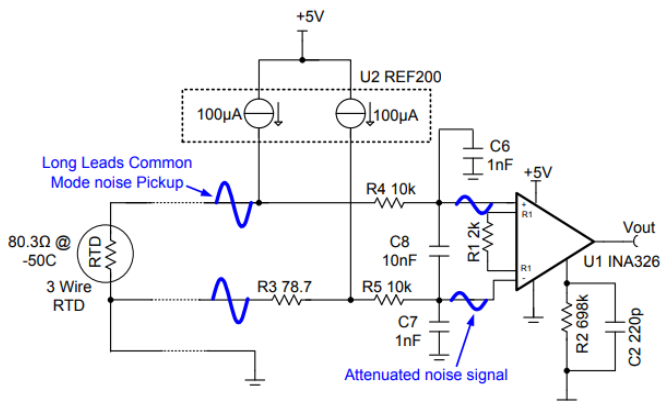 +5V
U2 REF200
100µA
100µA
Long Leads Common
Mode noise Pickup
C6
1nF
+5V
R4 10k
+
R1
Vout
80.3Ω @
-50C
RTD
C8
10nF
R1 2k
U1 INA326
3 Wire
RTD
R3 78.7
R5 10k
R1
-
C7
1nF
R2 698k
C2 220p
Attenuated noise signal